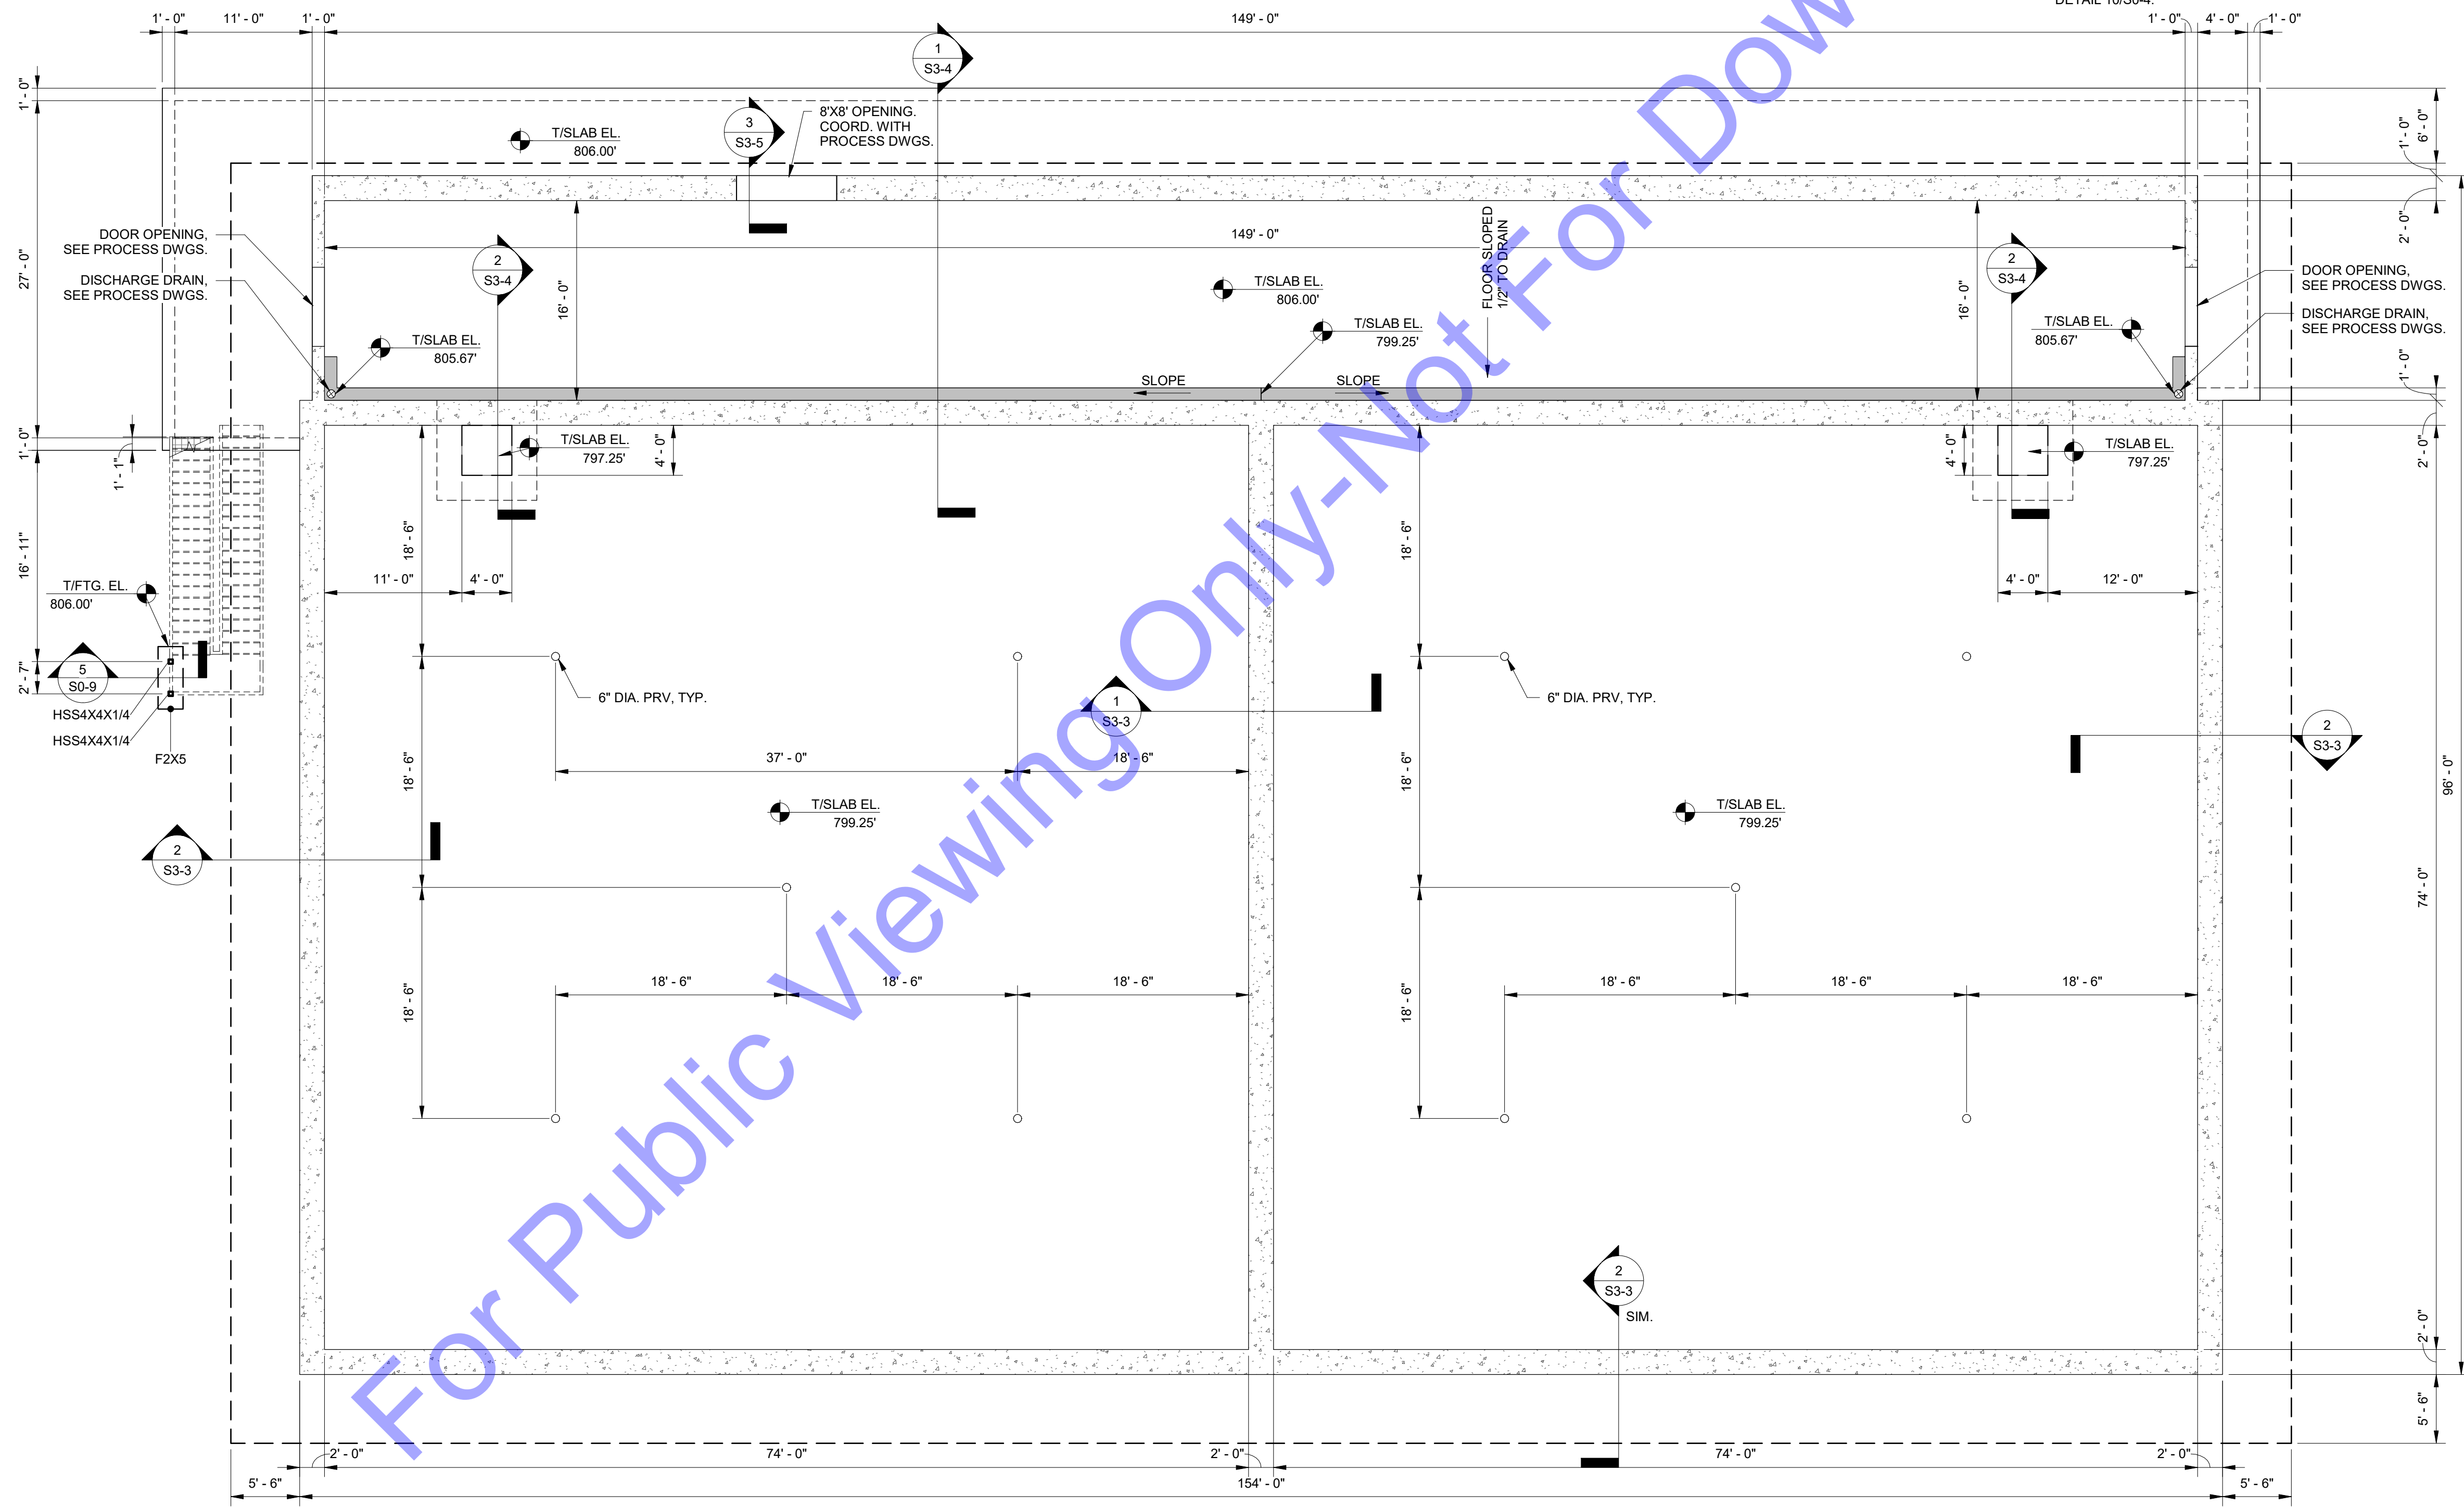 DETAIL 10/S0-4.
1' - 0"
11' - 0"
1' - 0"
149' - 0"
1' - 0"
4' - 0"
1' - 0"
1
S3-4
1' - 0"
3
S3-5
8'X8' OPENING.
COORD. WITH
PROCESS DWGS.
T/SLAB EL.
806.00'
1' - 0"
6' - 0"
2' - 0"
DOOR OPENING,
SEE PROCESS DWGS.
DISCHARGE DRAIN,
SEE PROCESS DWGS.
27' - 0"
2
S3-4
16' - 0"
149' - 0"
T/SLAB EL.
806.00'
FLOOR SLOPED
1/2" TO DRAIN
T/SLAB EL.
799.25'
16' - 0"
2
S3-4
DOOR OPENING,
SEE PROCESS DWGS.
DISCHARGE DRAIN,
SEE PROCESS DWGS.
T/SLAB EL.
805.67'
T/SLAB EL.
805.67'
SLOPE
SLOPE
1' - 0"
1' - 0"
1' - 1"
T/SLAB EL.
797.25'
4' - 0"
4' - 0"
T/SLAB EL.
797.25'
2' - 0"
16' - 11"
18' - 6"
18' - 6"
11' - 0"
4' - 0"
4' - 0"
12' - 0"
T/FTG. EL.
806.00'
5
S0-9
2' - 7"
HSS4X4X1/4
HSS4X4X1/4
F2X5
6" DIA. PRV, TYP.
1
S3-3
6" DIA. PRV, TYP.
2
S3-3
37' - 0"
18' - 6"
18' - 6"
18' - 6"
96' - 0"
T/SLAB EL.
799.25'
T/SLAB EL.
799.25'
2
S3-3
74' - 0"
18' - 6"
18' - 6"
18' - 6"
18' - 6"
18' - 6"
18' - 6"
18' - 6"
18' - 6"
2
S3-3
SIM.
2' - 0"
5' - 6"
2' - 0"
74' - 0"
2' - 0"
74' - 0"
2' - 0"
5' - 6"
154' - 0"
5' - 6"
For Public Viewing Only-Not For Dow